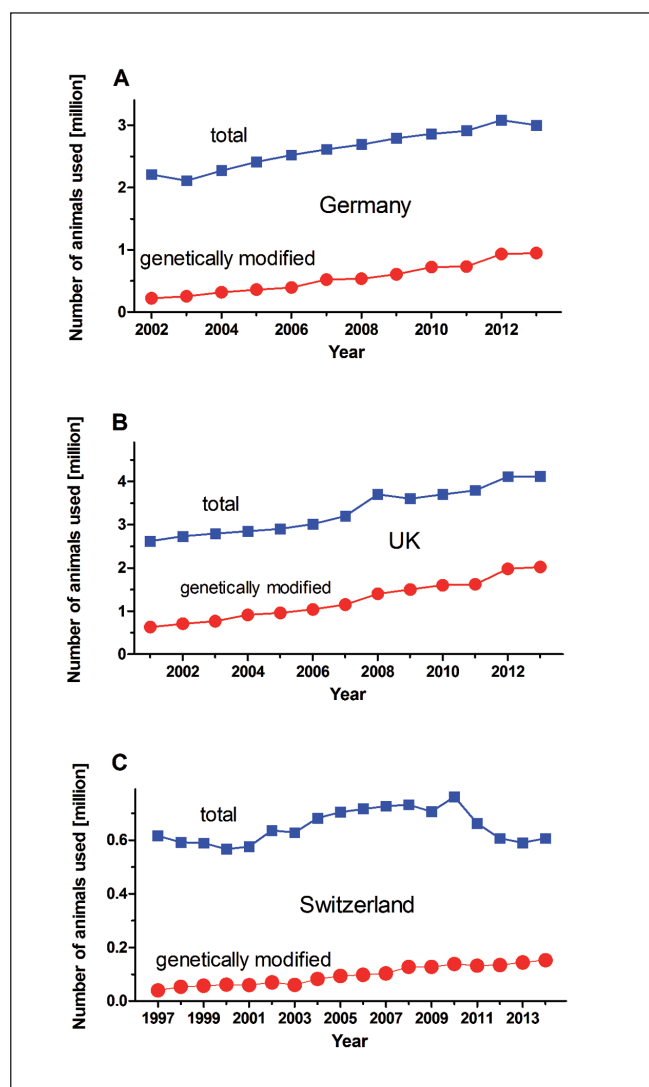 A
Number of animals used [million]
3
2
1
0
total
Germany
genetically modified
2002 2004 2006 2008 2010 2012
Year
B
Number of animals used [million]
4
3
2
1
0
total
UK
genetically modified
2002 2004 2006 2008 2010 2012
Year
C
Number of animals used [million]
0.6
0.4
0.2
0.0
total
Switzerland
genetically modified
1997 1999 2001 2003 2005 2007 2009 2011 2013
Year